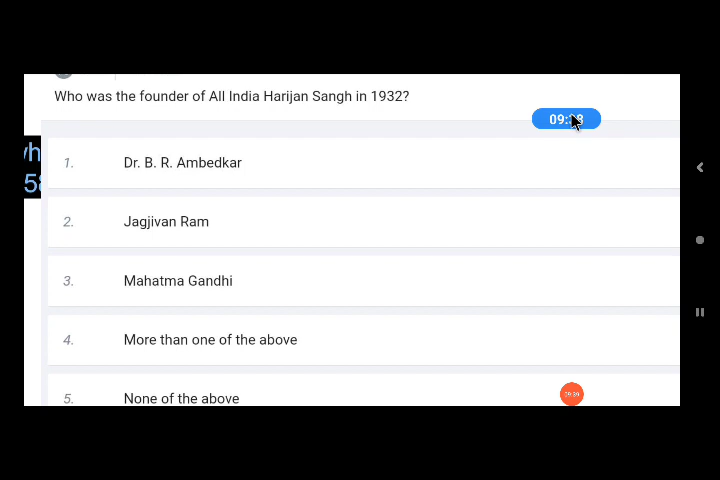 Who was the founder of All India Harijan Sangh in 1932?
1. Dr. B. R. Ambedkar
2. Jagjivan Ram
3. Mahatma Gandhi
4. More than one of the above
5. None of the above